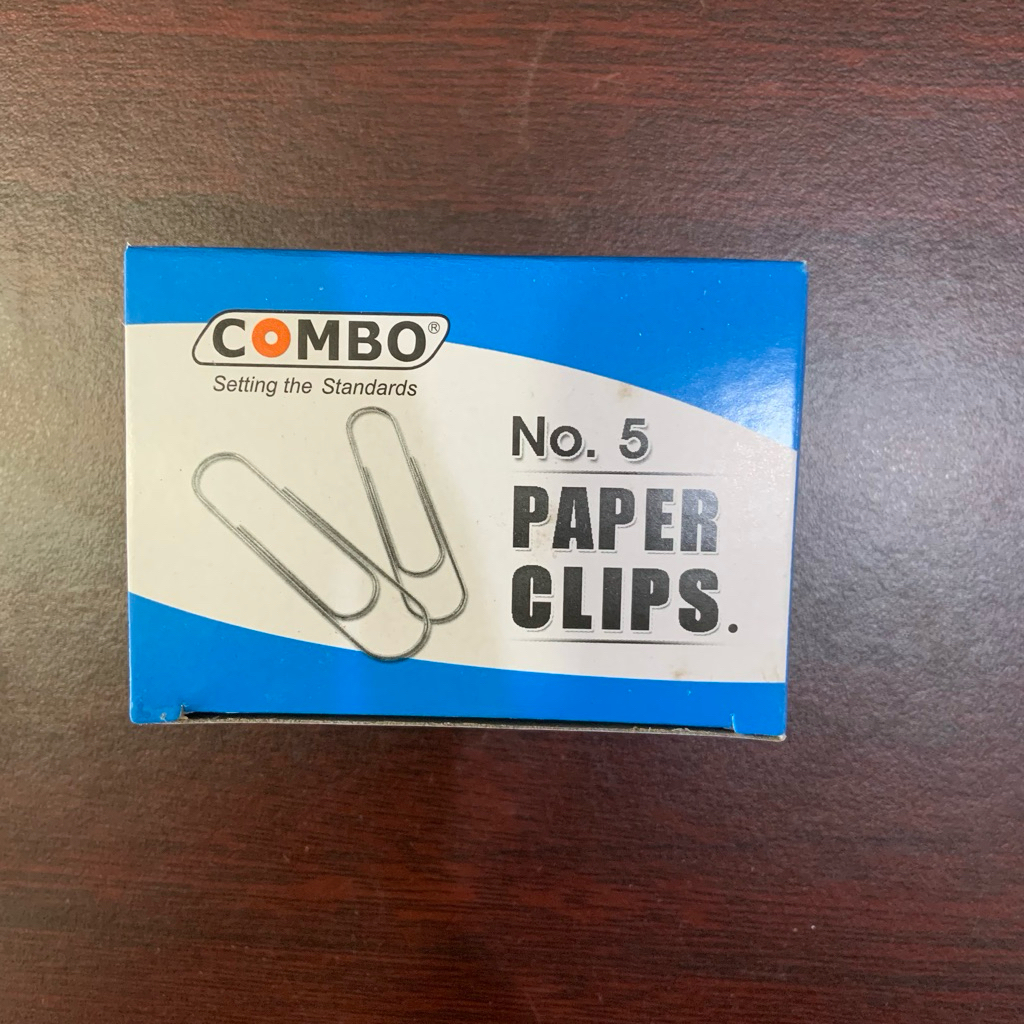 COMBO®
Setting the Standards
No. 5
PAPER
CLIPS.